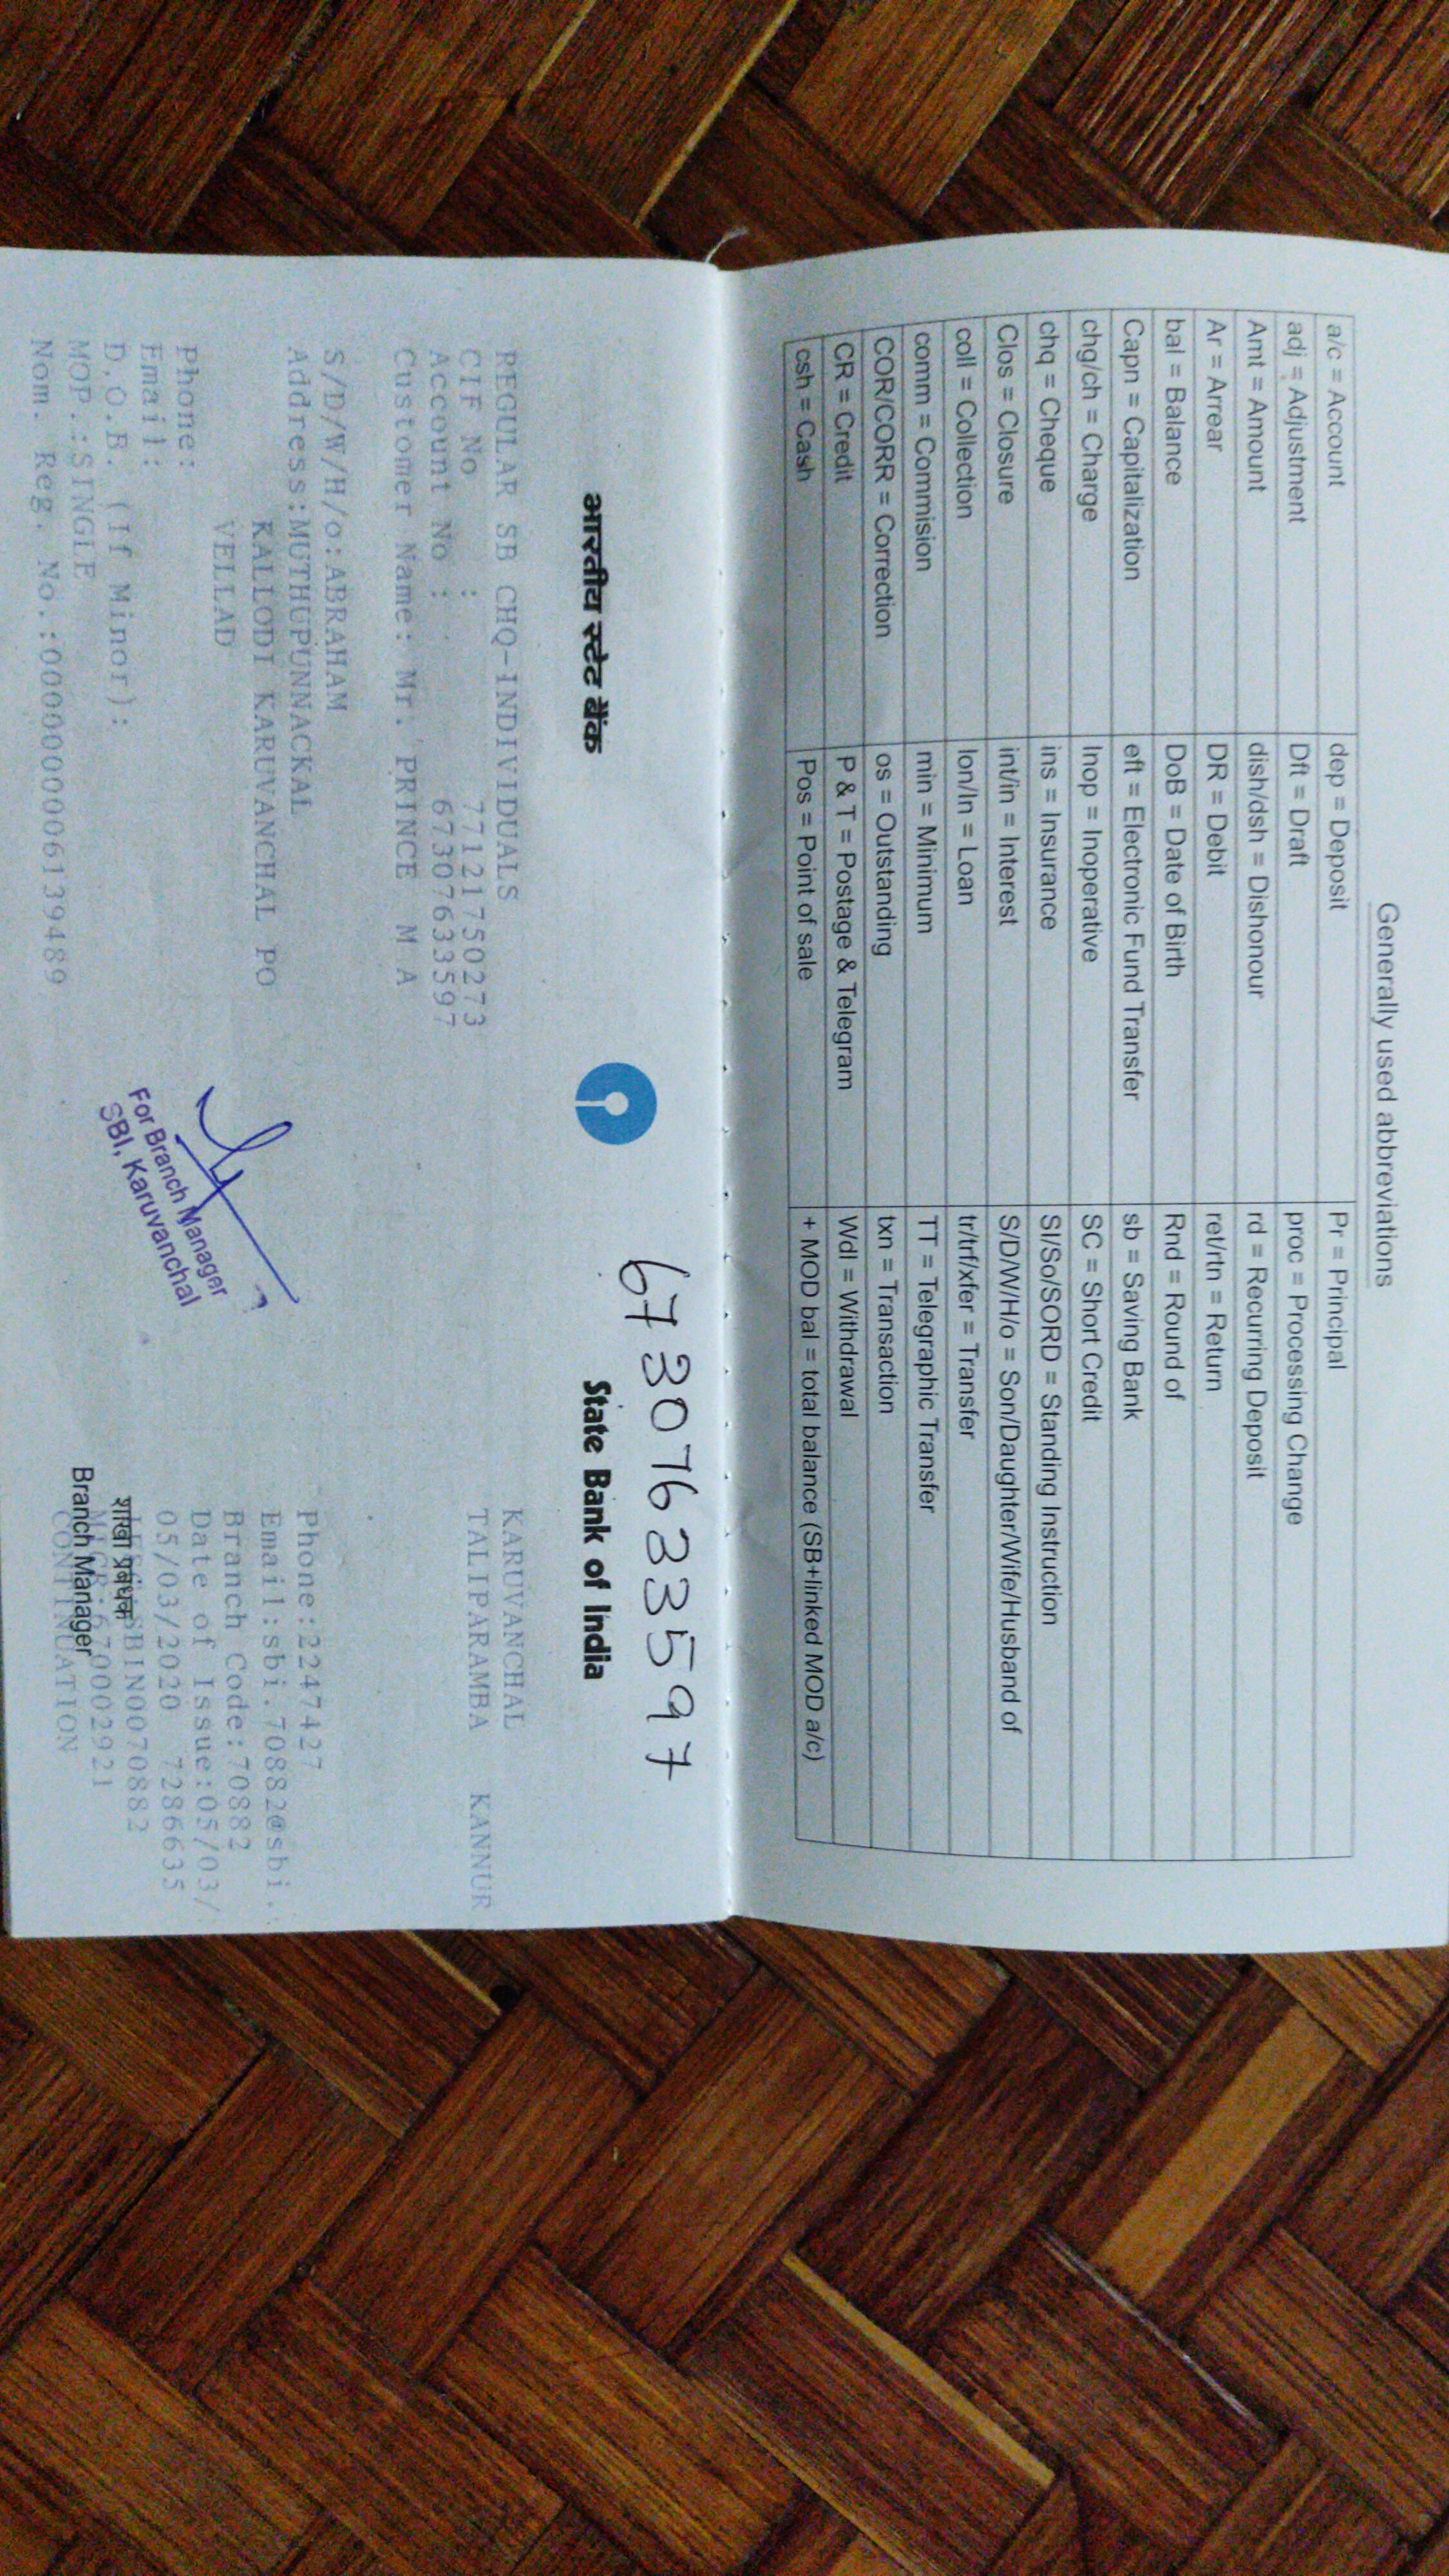 Generally used abbreviations
a/c = Account dep = Deposit Pr = Principal
adj = Adjustment Dft = Draft proc = Processing Change
Amt = Amount dish/dsh = Dishonour rd = Recurring Deposit
Ar = Arrear DR = Debit ret/rtn = Return
bal = Balance DoB = Date of Birth Rnd = Round of
Capn = Capitalization eft = Electronic Fund Transfer sb = Saving Bank
chg/ch = Charge Inop = Inoperative SC = Short Credit
chq = Cheque ins = Insurance SI/So/SORD = Standing Instruction
Clos = Closure int/in = Interest S/D/W/H/o = Son/Daughter/Wife/Husband of
coll = Collection lon/ln = Loan tr/trf/xfer = Transfer
comm = Commision min = Minimum TT = Telegraphic Transfer
COR/CORR = Correction os = Outstanding txn = Transaction
CR = Credit P & T = Postage & Telegram Wdl = Withdrawal
csh = Cash Pos = Point of sale + MOD bal = total balance (SB+linked MOD a/c)
67307633597
भारतीय स्टेट बैंक State Bank of India
REGULAR SB CHQ-INDIVIDUALS KARUVANCHAL
CIF No : 77121750273 TALIPARAMBA KANNUR
Account No : 67307633597
Customer Name: Mr. PRINCE M A
S/D/W/H/o:ABRAHAM Phone:2247427
Address:MUTHUPUNNACKAL Email:sbi.70882@sbi.
KALLODI KARUVANCHAL PO Branch Code:70882
VELLAD Date of Issue:05/03/
Phone: 05/03/2020 7286635
Email: SBIN0070882
D.O.B. (If Minor): 670002921
MOP.:SINGLE CONTINUATION
Nom. Reg. No.:0000000006139489
For Branch Manager
SBI, Karuvanchal
शाखा प्रबंधक
Branch Manager